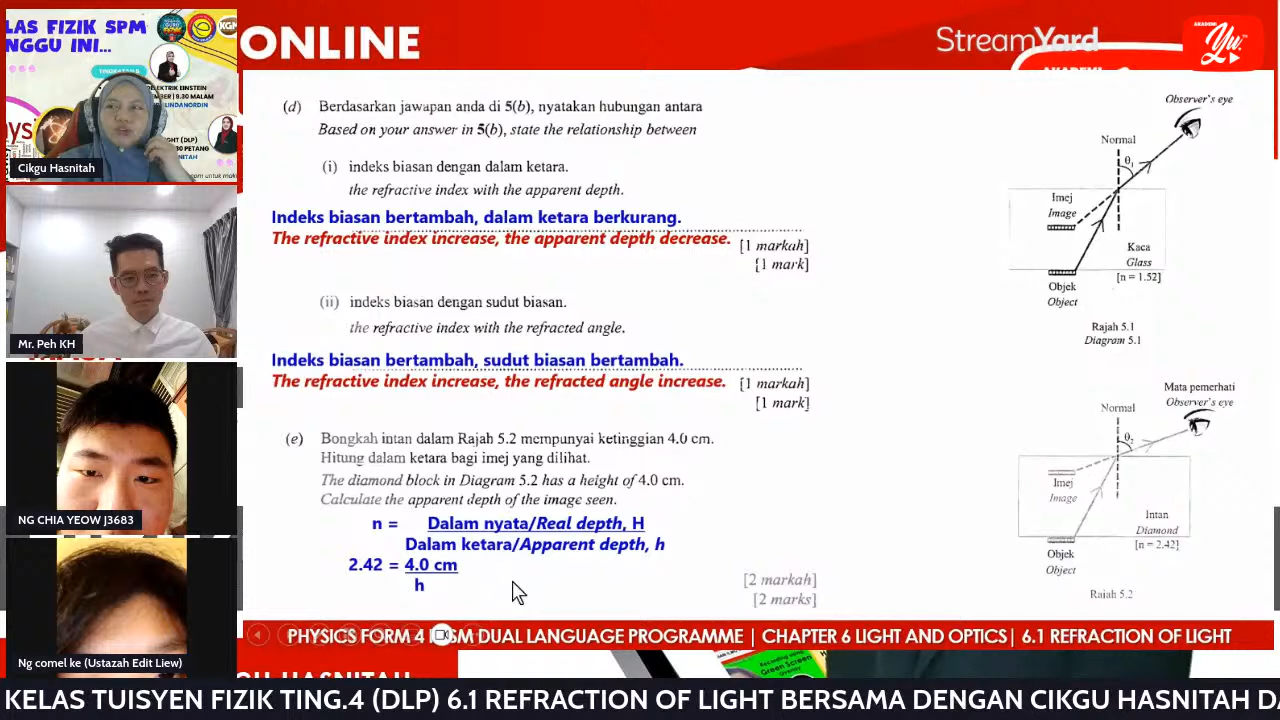 LAS FIZIK SPM
NGGU INI...
KGN
Cikgu Hasnitah
Mr. Peh KH
NG CHIA YEOW J3683
Ng comel ke (Ustazah Edit Liew)
ONLINE
StreamYard
AKADEMI
Yu
(d) Berdasarkan jawapan anda di 5(b), nyatakan hubungan antara
Based on your answer in 5(b), state the relationship between
(i) indeks biasan dengan dalam ketara.
the refractive index with the apparent depth.
Indeks biasan bertambah, dalam ketara berkurang.
The refractive index increase, the apparent depth decrease.
[1 markah]
[1 mark]
(ii) indeks biasan dengan sudut biasan.
the refractive index with the refracted angle.
Indeks biasan bertambah, sudut biasan bertambah.
The refractive index increase, the refracted angle increase.
[1 markah]
[1 mark]
(e) Bongkah intan dalam Rajah 5.2 mempunyai ketinggian 4.0 cm.
Hitung dalam ketara bagi imej yang dilihat.
The diamond block in Diagram 5.2 has a height of 4.0 cm.
Calculate the apparent depth of the image seen.
n = Dalam nyata/Real depth, H
Dalam ketara/Apparent depth, h
2.42 = 4.0 cm
h
[2 markah]
[2 marks]
Observer's eye
Normal
θ1
Imej
Image
Kaca
Glass
[n = 1.52]
Objek
Object
Rajah 5.1
Diagram 5.1
Mata pemerhati
Observer's eye
Normal
θ2
Imej
Image
Intan
Diamond
[n = 2.42]
Objek
Object
Rajah 5.2
PHYSICS FORM 4 KSSM DUAL LANGUAGE PROGRAMME | CHAPTER 6 LIGHT AND OPTICS| 6.1 REFRACTION OF LIGHT
KELAS TUISYEN FIZIK TING.4 (DLP) 6.1 REFRACTION OF LIGHT BERSAMA DENGAN CIKGU HASNITAH DA